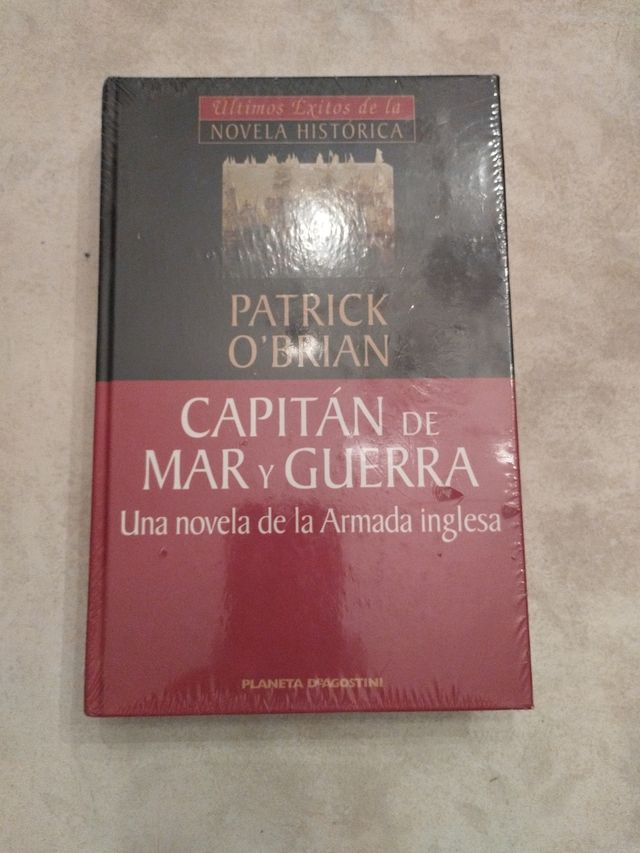 Ultimos Éxitos de la
NOVELA HISTÓRICA
PATRICK
O'BRIAN
CAPITÁN DE
MAR Y GUERRA
Una novela de la Armada inglesa
PLANETA DEAGOSTINI